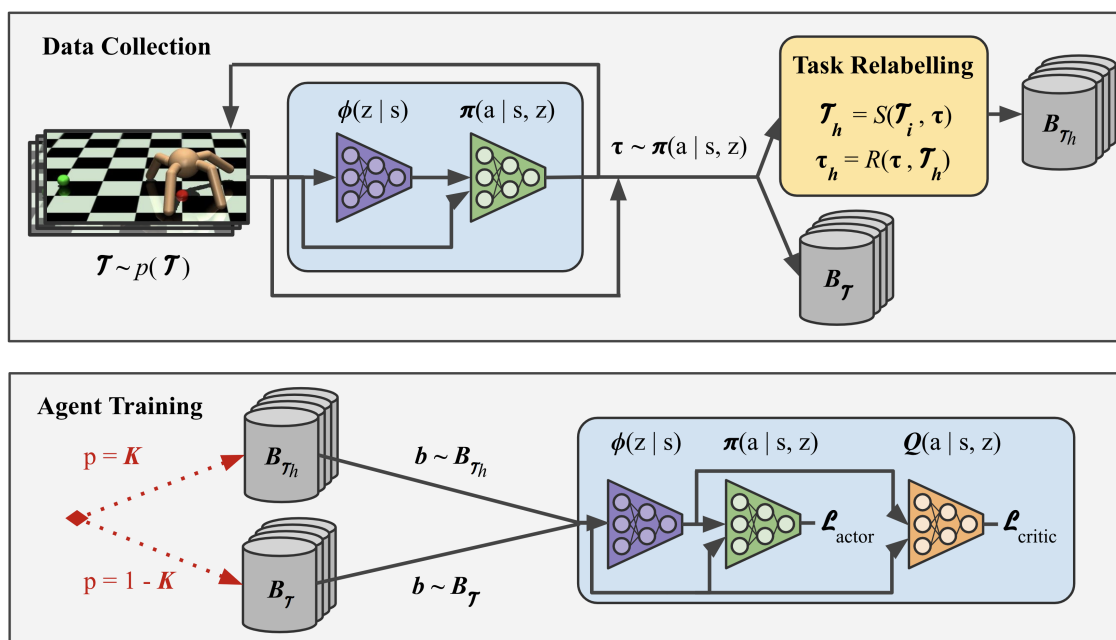 Data Collection
ϕ(z | s)
π(a | s, z)
𝒯 ~ p( 𝒯 )
τ ~ π(a | s, z)
Task Relabelling
𝒯h = S(𝒯i , τ)
τh = R(τ , 𝒯h)
B𝒯h
B𝒯
Agent Training
p = K
p = 1 - K
B𝒯h
B𝒯
b ~ B𝒯h
b ~ B𝒯
ϕ(z | s)
π(a | s, z)
Q(a | s, z)
ℒactor
ℒcritic